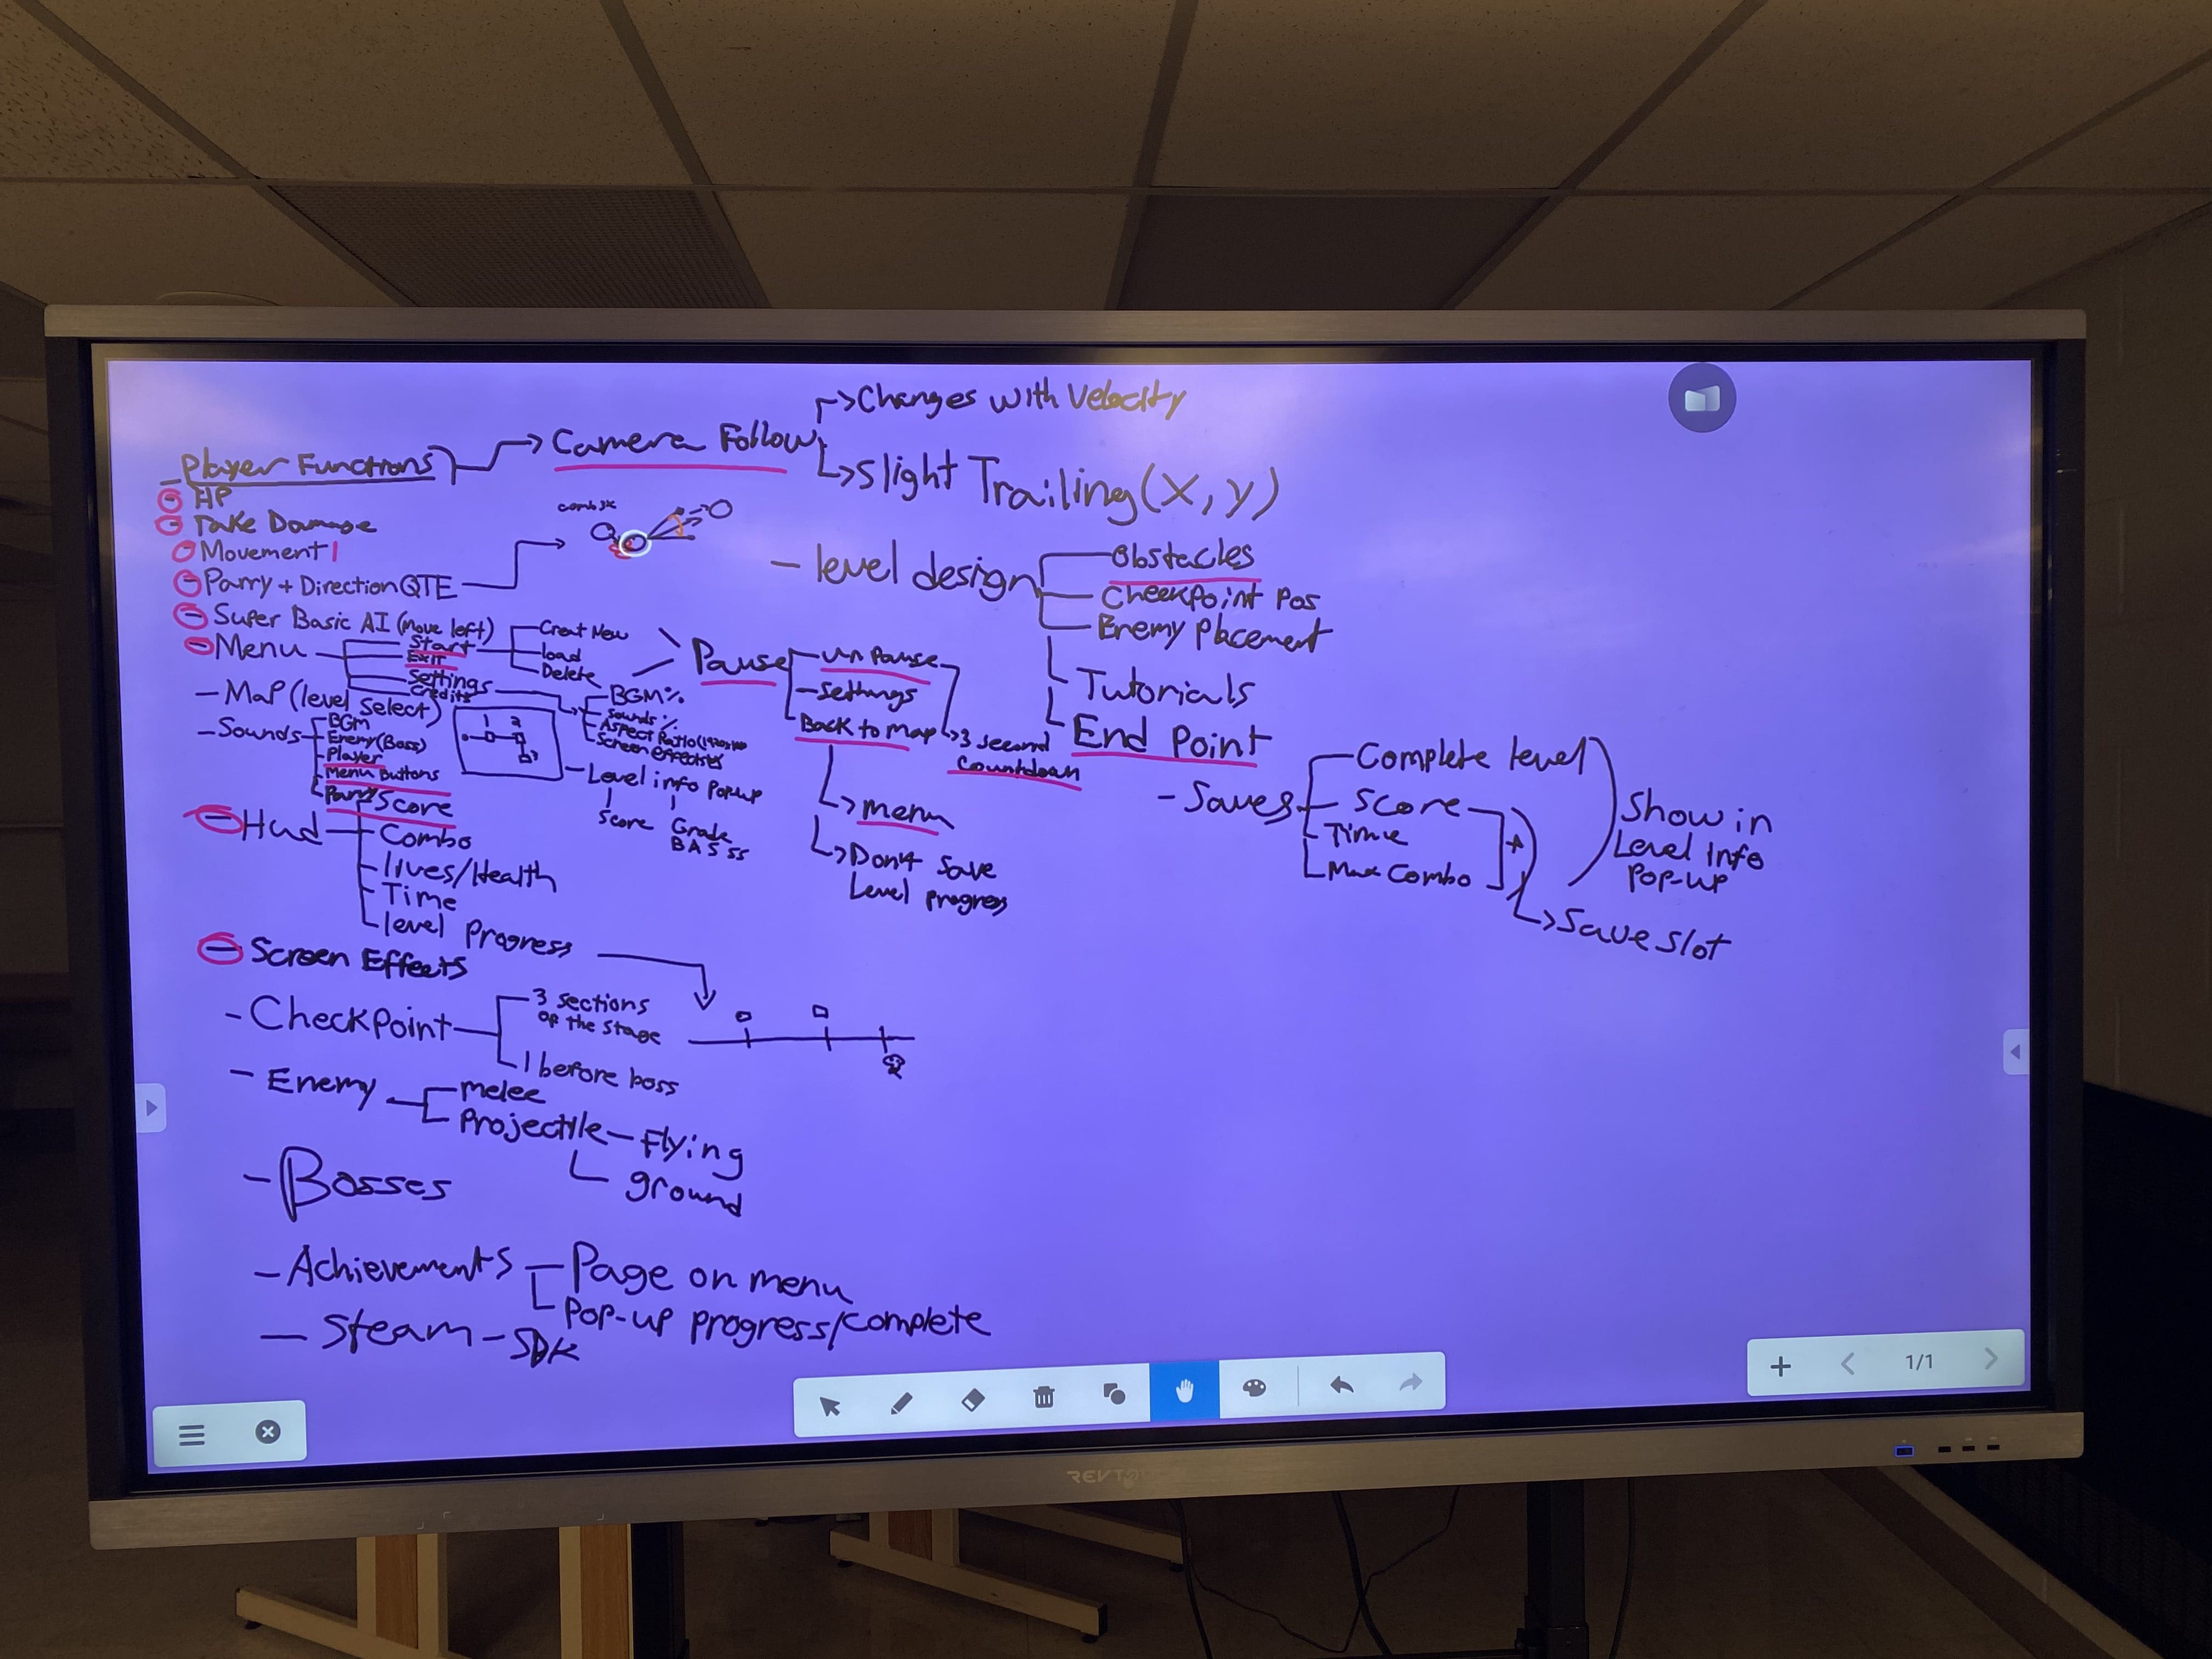 Player Functions
Camera Follow
Changes with Velocity
Slight Trailing (X, y)
- HP
- Take Damage
Movement
- Parry + Direction QTE
- Super Basic AI (move left)
- Menu
Start
Exit
Settings
Credits
Creat New
load
Delete
BGM %
Sounds %
Screen effects
- Map (level select)
1 2
3
- Level info Pop-up
Score
Grade
B A S SS
- Sounds
BGM
Enemy (Boss)
Player
Menu Buttons
Parry
Pause
un Pause
- Settings
Back to map
3 second
Countdown
menu
Don't save
Level progress
- level design
Obstacles
Checkpoint Pos
Enemy Placement
Tutorials
End Point
- Saves
Complete level
Score
Time
Max Combo
Show in
Level Info
Pop-up
Save slot
- Hud
Score
Combo
lives/Health
Time
level Progress
- Screen Effects
- Checkpoint
3 sections
of the stage
1 before boss
- Enemy
melee
Projectile - Flying
ground
- Bosses
- Achievements
Page on menu
Pop-up progress/complete
- Steam - SDK
1/1